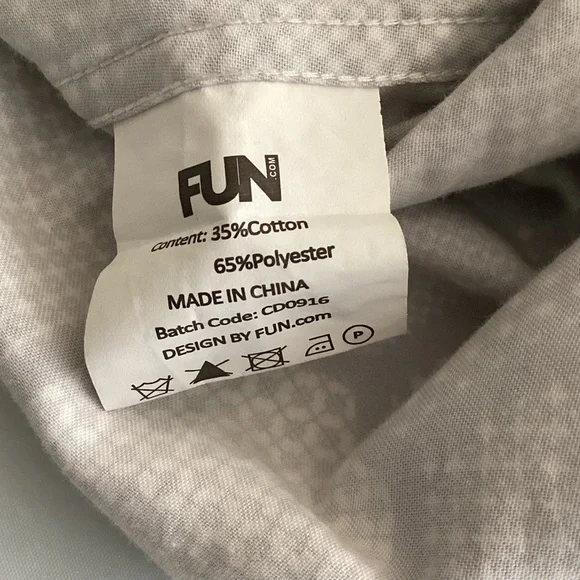 FUN.COM
Content: 35%Cotton
65%Polyester
MADE IN CHINA
Batch Code: CD0916
DESIGN BY FUN.com
P